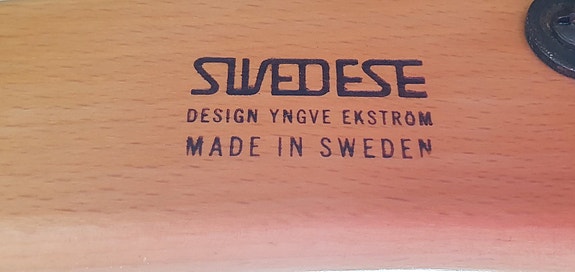 SWEDESE
DESIGN YNGVE EKSTRÖM
MADE IN SWEDEN